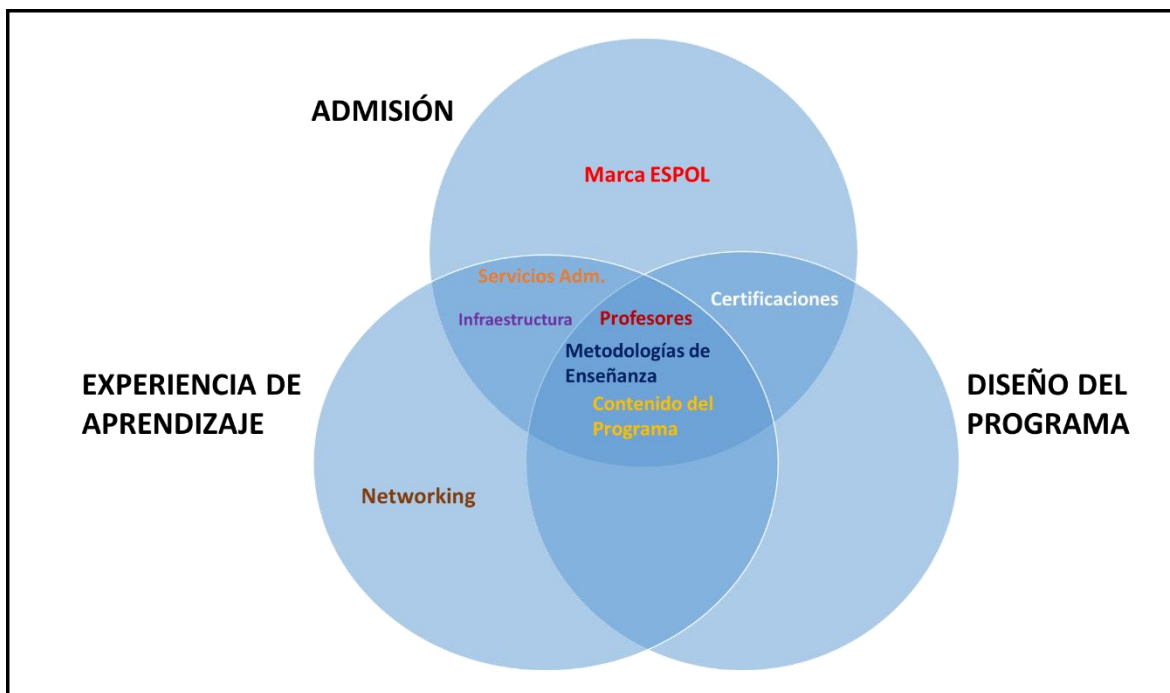 ADMISIÓN
Marca ESPOL
Servicios Adm.
Certificaciones
Infraestructura
Profesores
Metodologías de
Enseñanza
EXPERIENCIA DE
APRENDIZAJE
DISEÑO DEL
PROGRAMA
Contenido del
Programa
Networking